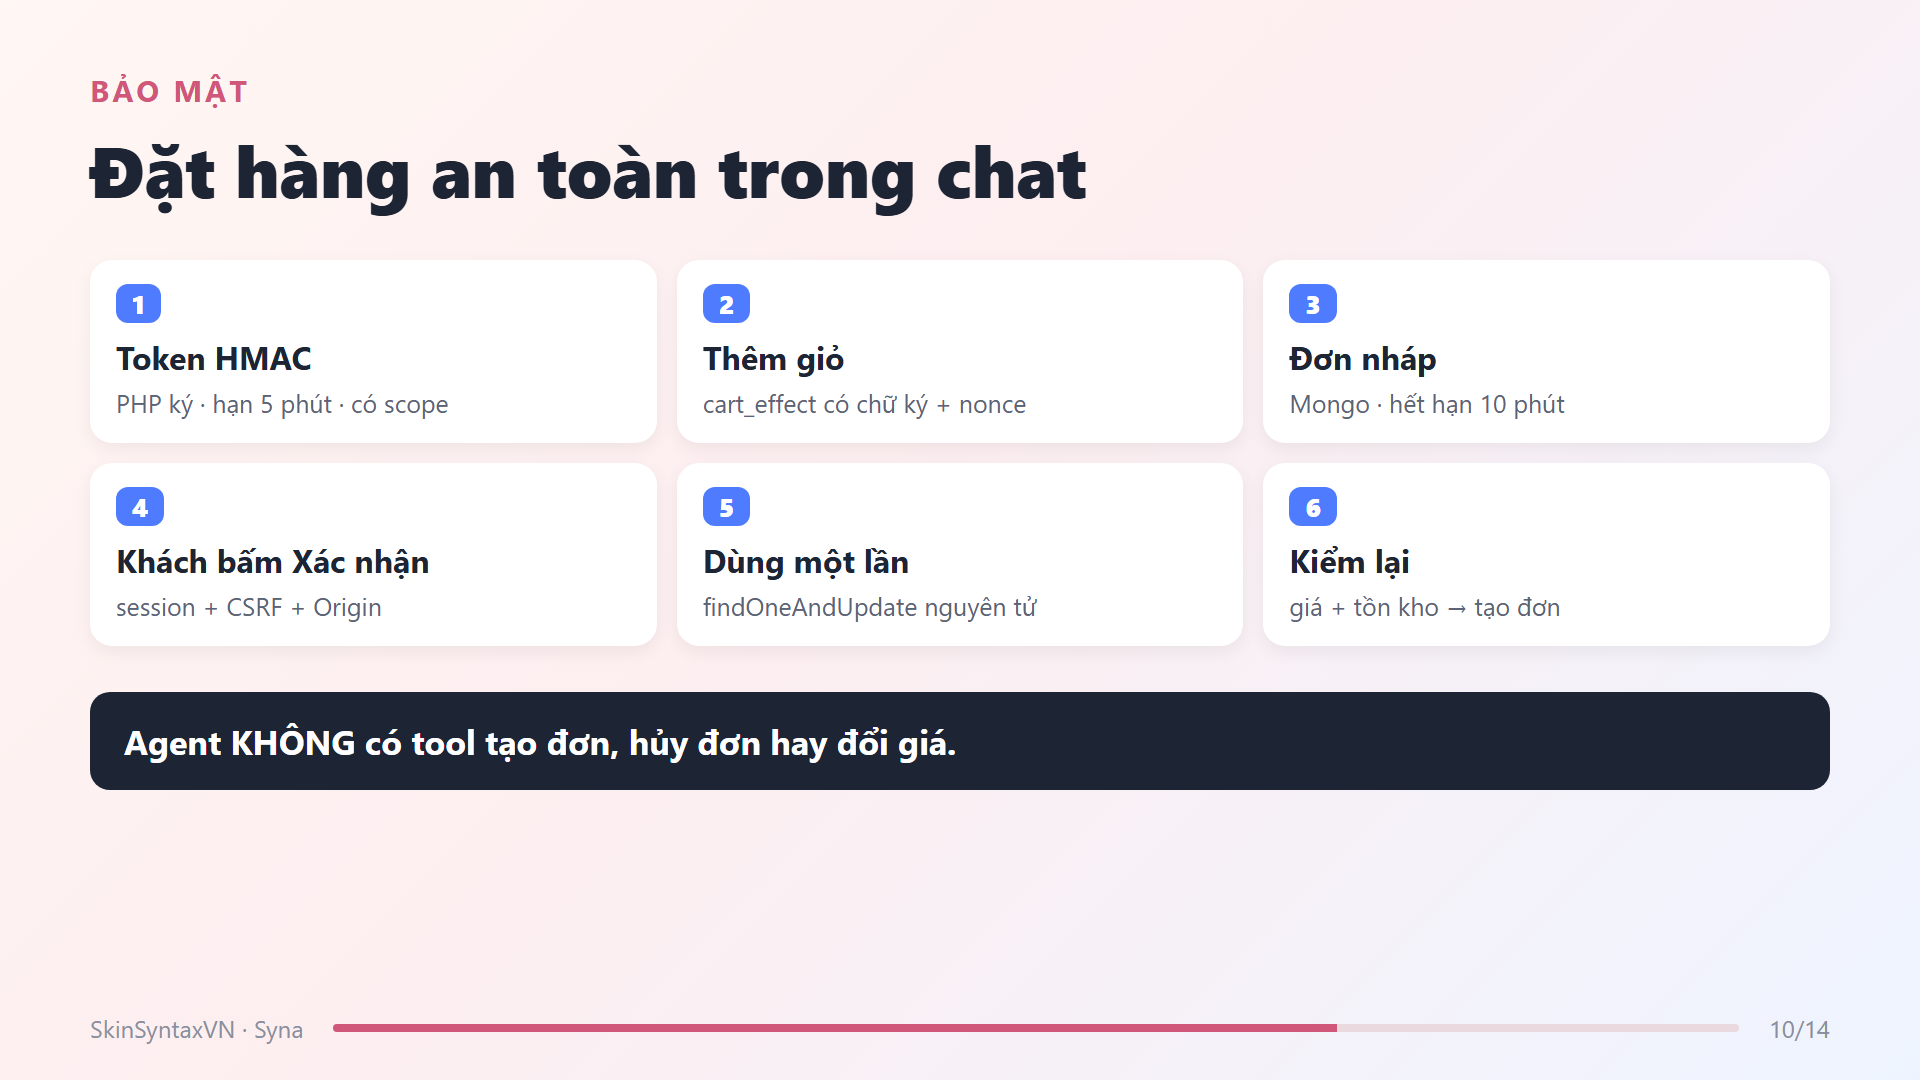 BẢO MẬT
Đặt hàng an toàn trong chat
1
Token HMAC
PHP ký · hạn 5 phút · có scope
2
Thêm giỏ
cart_effect có chữ ký + nonce
3
Đơn nháp
Mongo · hết hạn 10 phút
4
Khách bấm Xác nhận
session + CSRF + Origin
5
Dùng một lần
findOneAndUpdate nguyên tử
6
Kiểm lại
giá + tồn kho → tạo đơn
Agent KHÔNG có tool tạo đơn, hủy đơn hay đổi giá.
SkinSyntaxVN · Syna
10/14